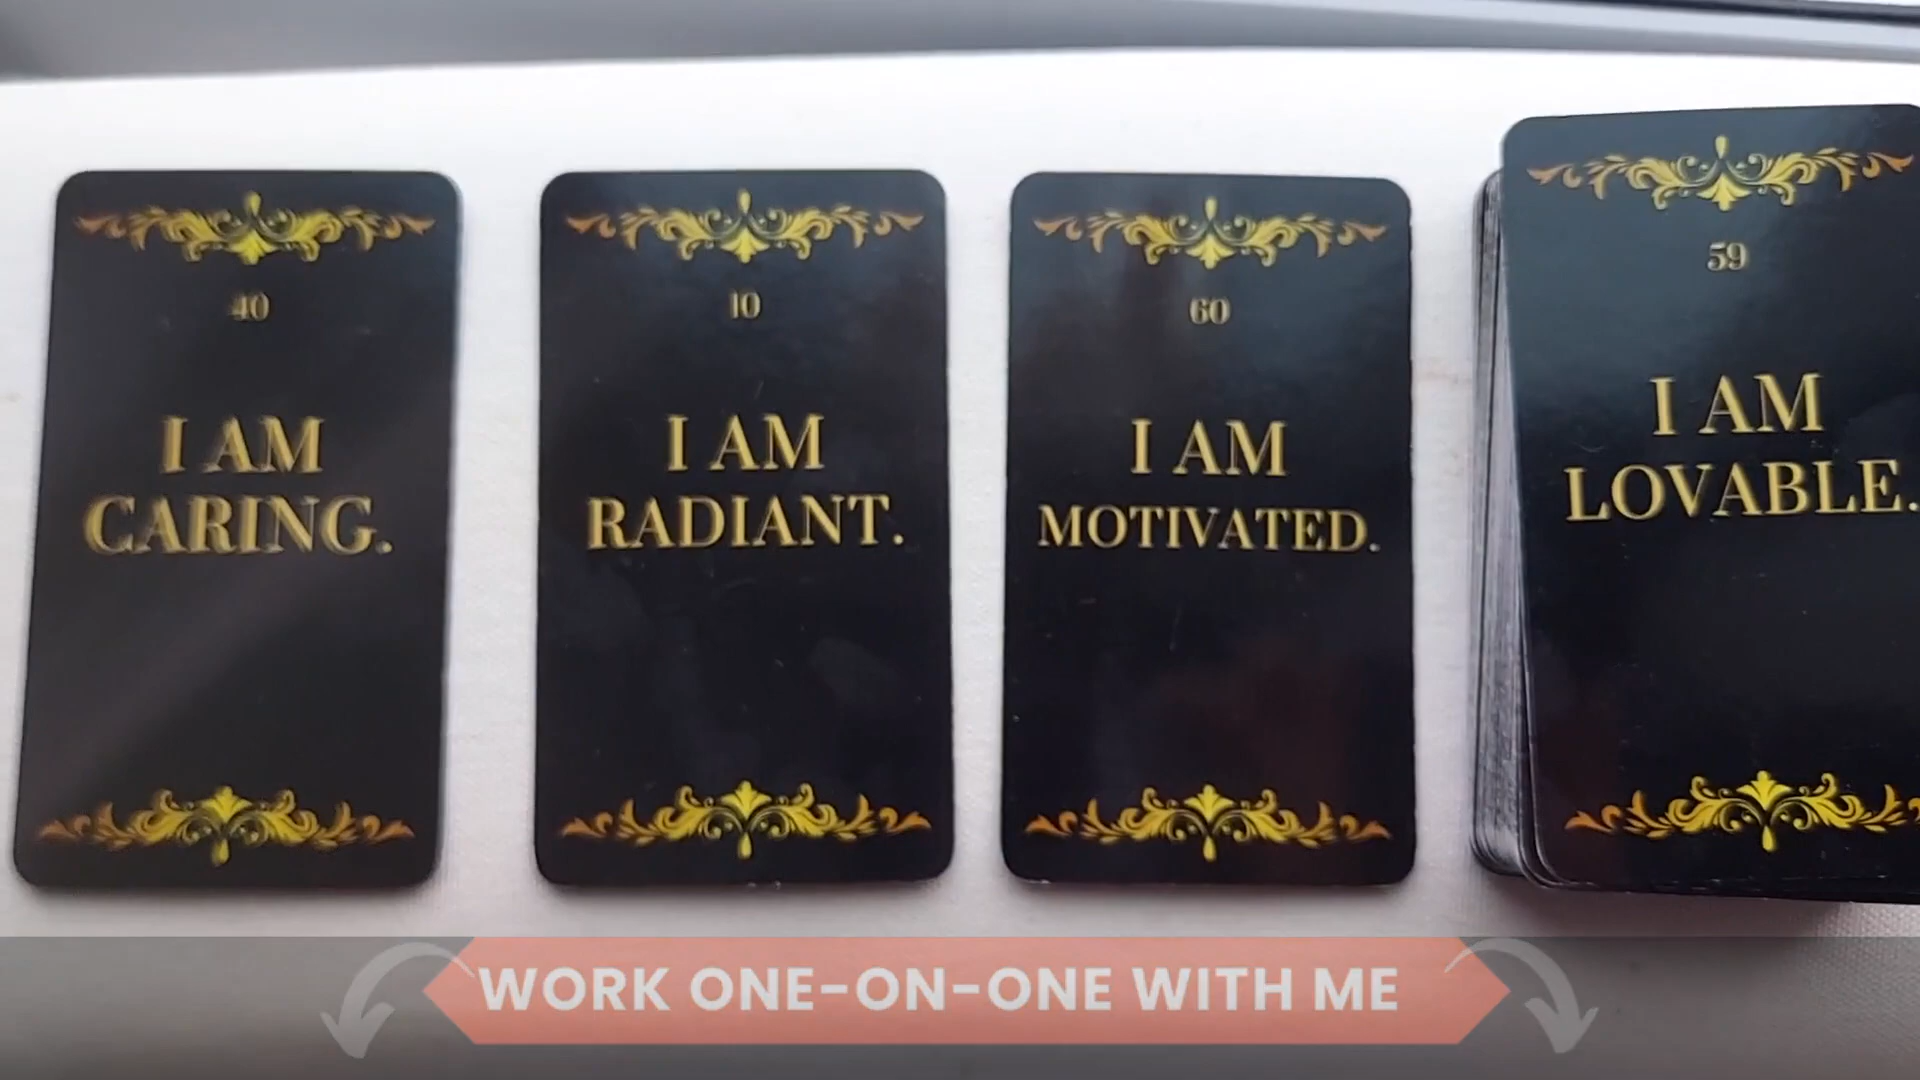 40
I AM
CARING.
10
I AM
RADIANT.
60
I AM
MOTIVATED.
59
I AM
LOVABLE.
WORK ONE-ON-ONE WITH ME